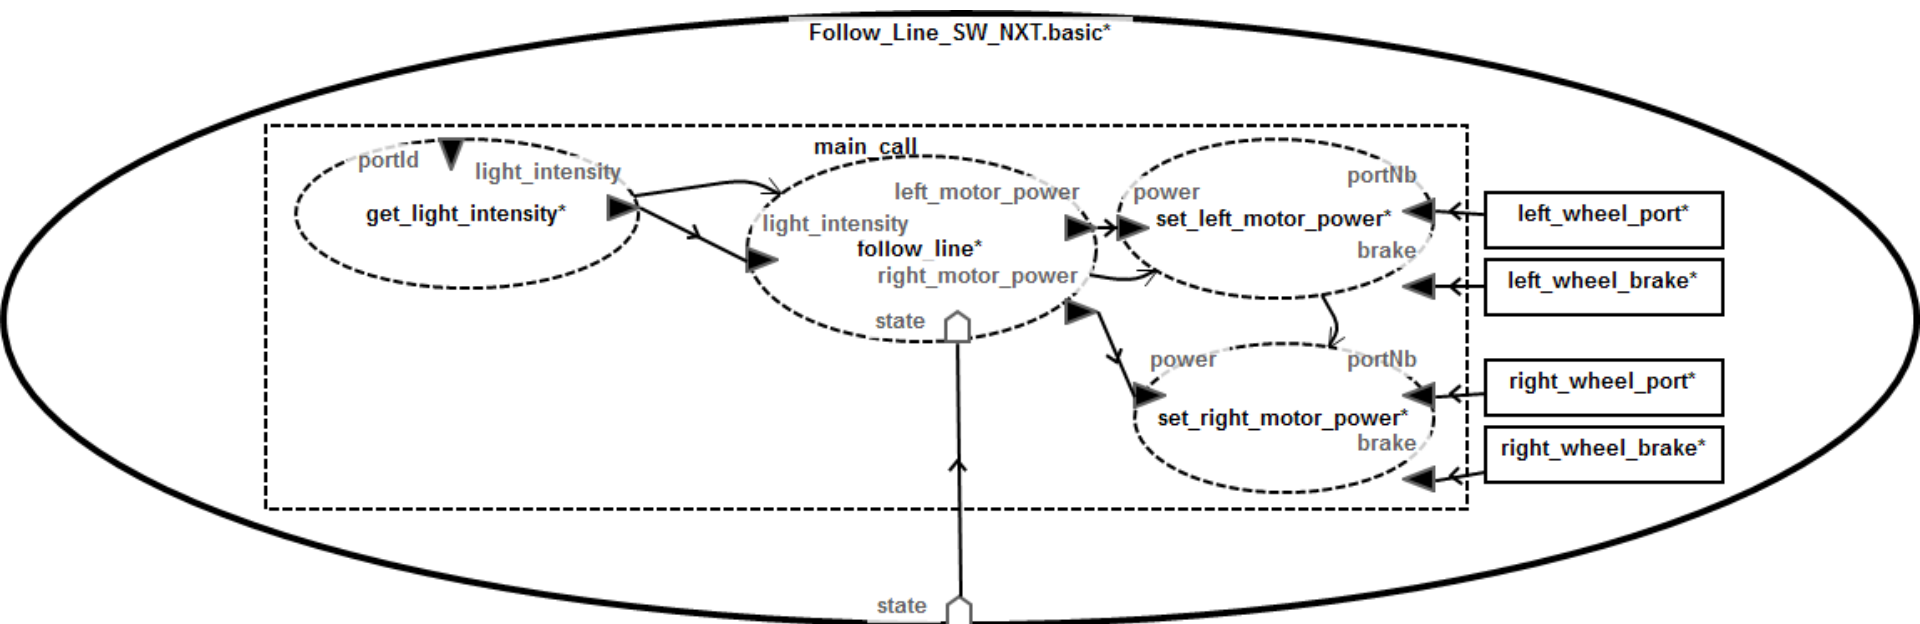 Follow_Line_SW_NXT.basic*
main_call
portId
light_intensity
get_light_intensity*
left_motor_power
light_intensity
follow_line*
right_motor_power
state
power
portNb
set_left_motor_power*
brake
power
portNb
set_right_motor_power*
brake
left_wheel_port*
left_wheel_brake*
right_wheel_port*
right_wheel_brake*
state